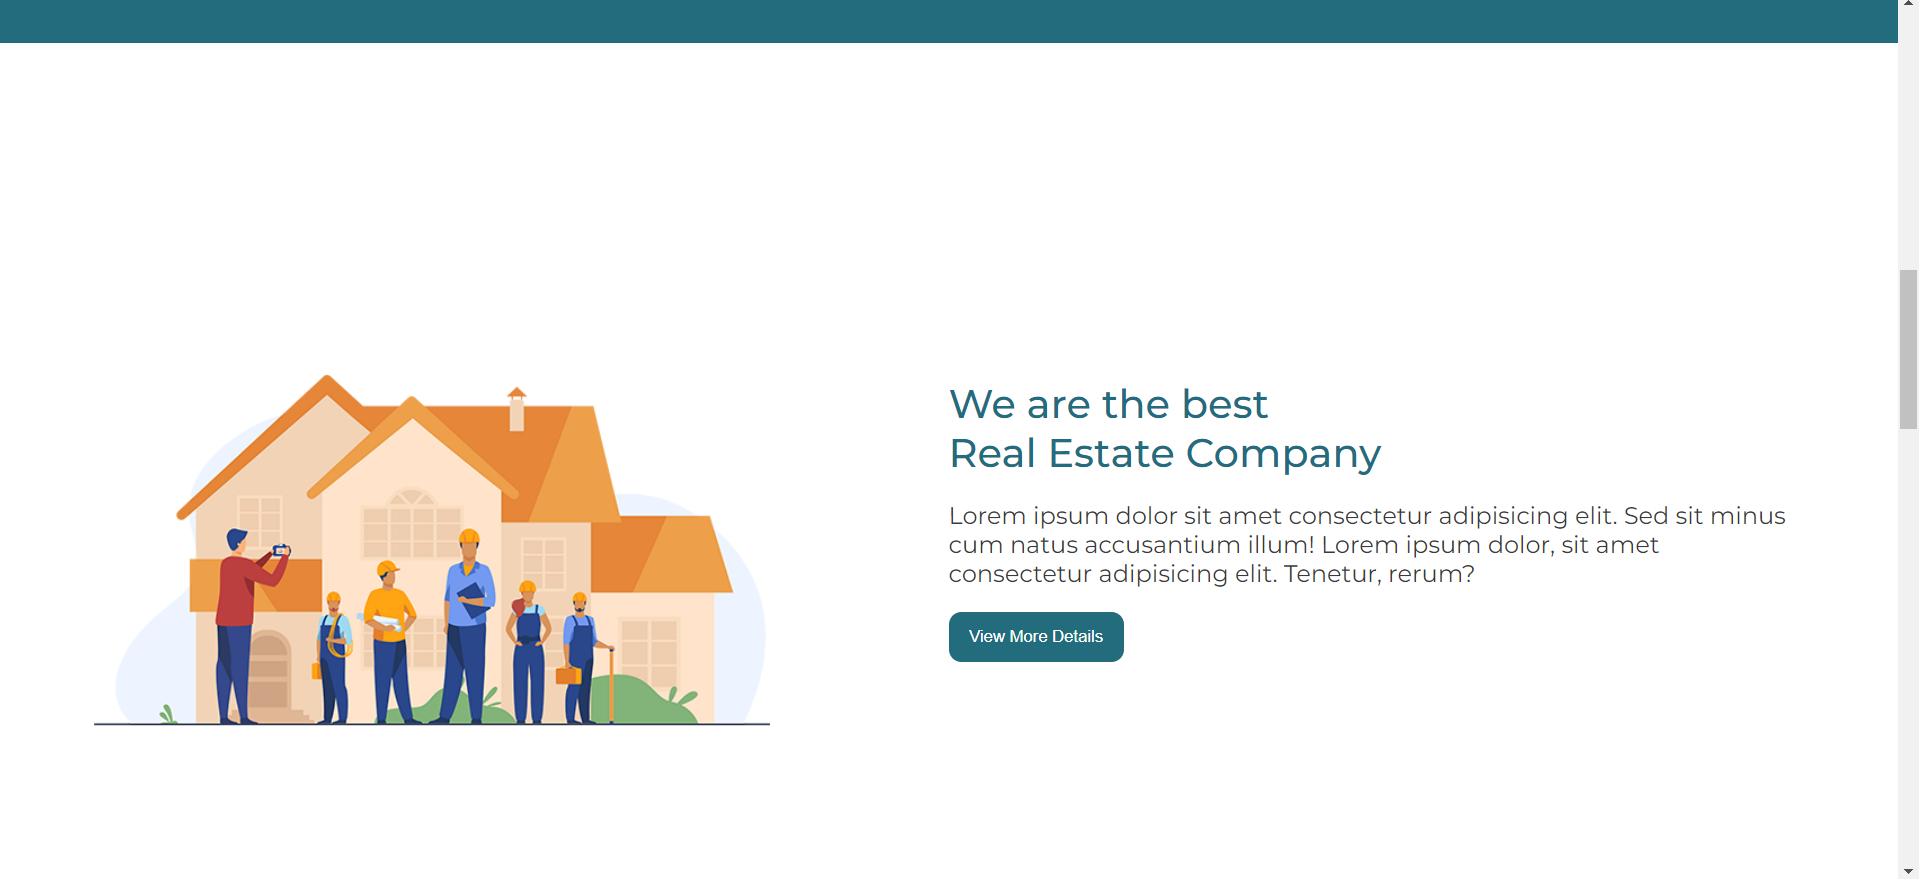 We are the best
Real Estate Company
Lorem ipsum dolor sit amet consectetur adipisicing elit. Sed sit minus
cum natus accusantium illum! Lorem ipsum dolor, sit amet
consectetur adipisicing elit. Tenetur, rerum?
View More Details